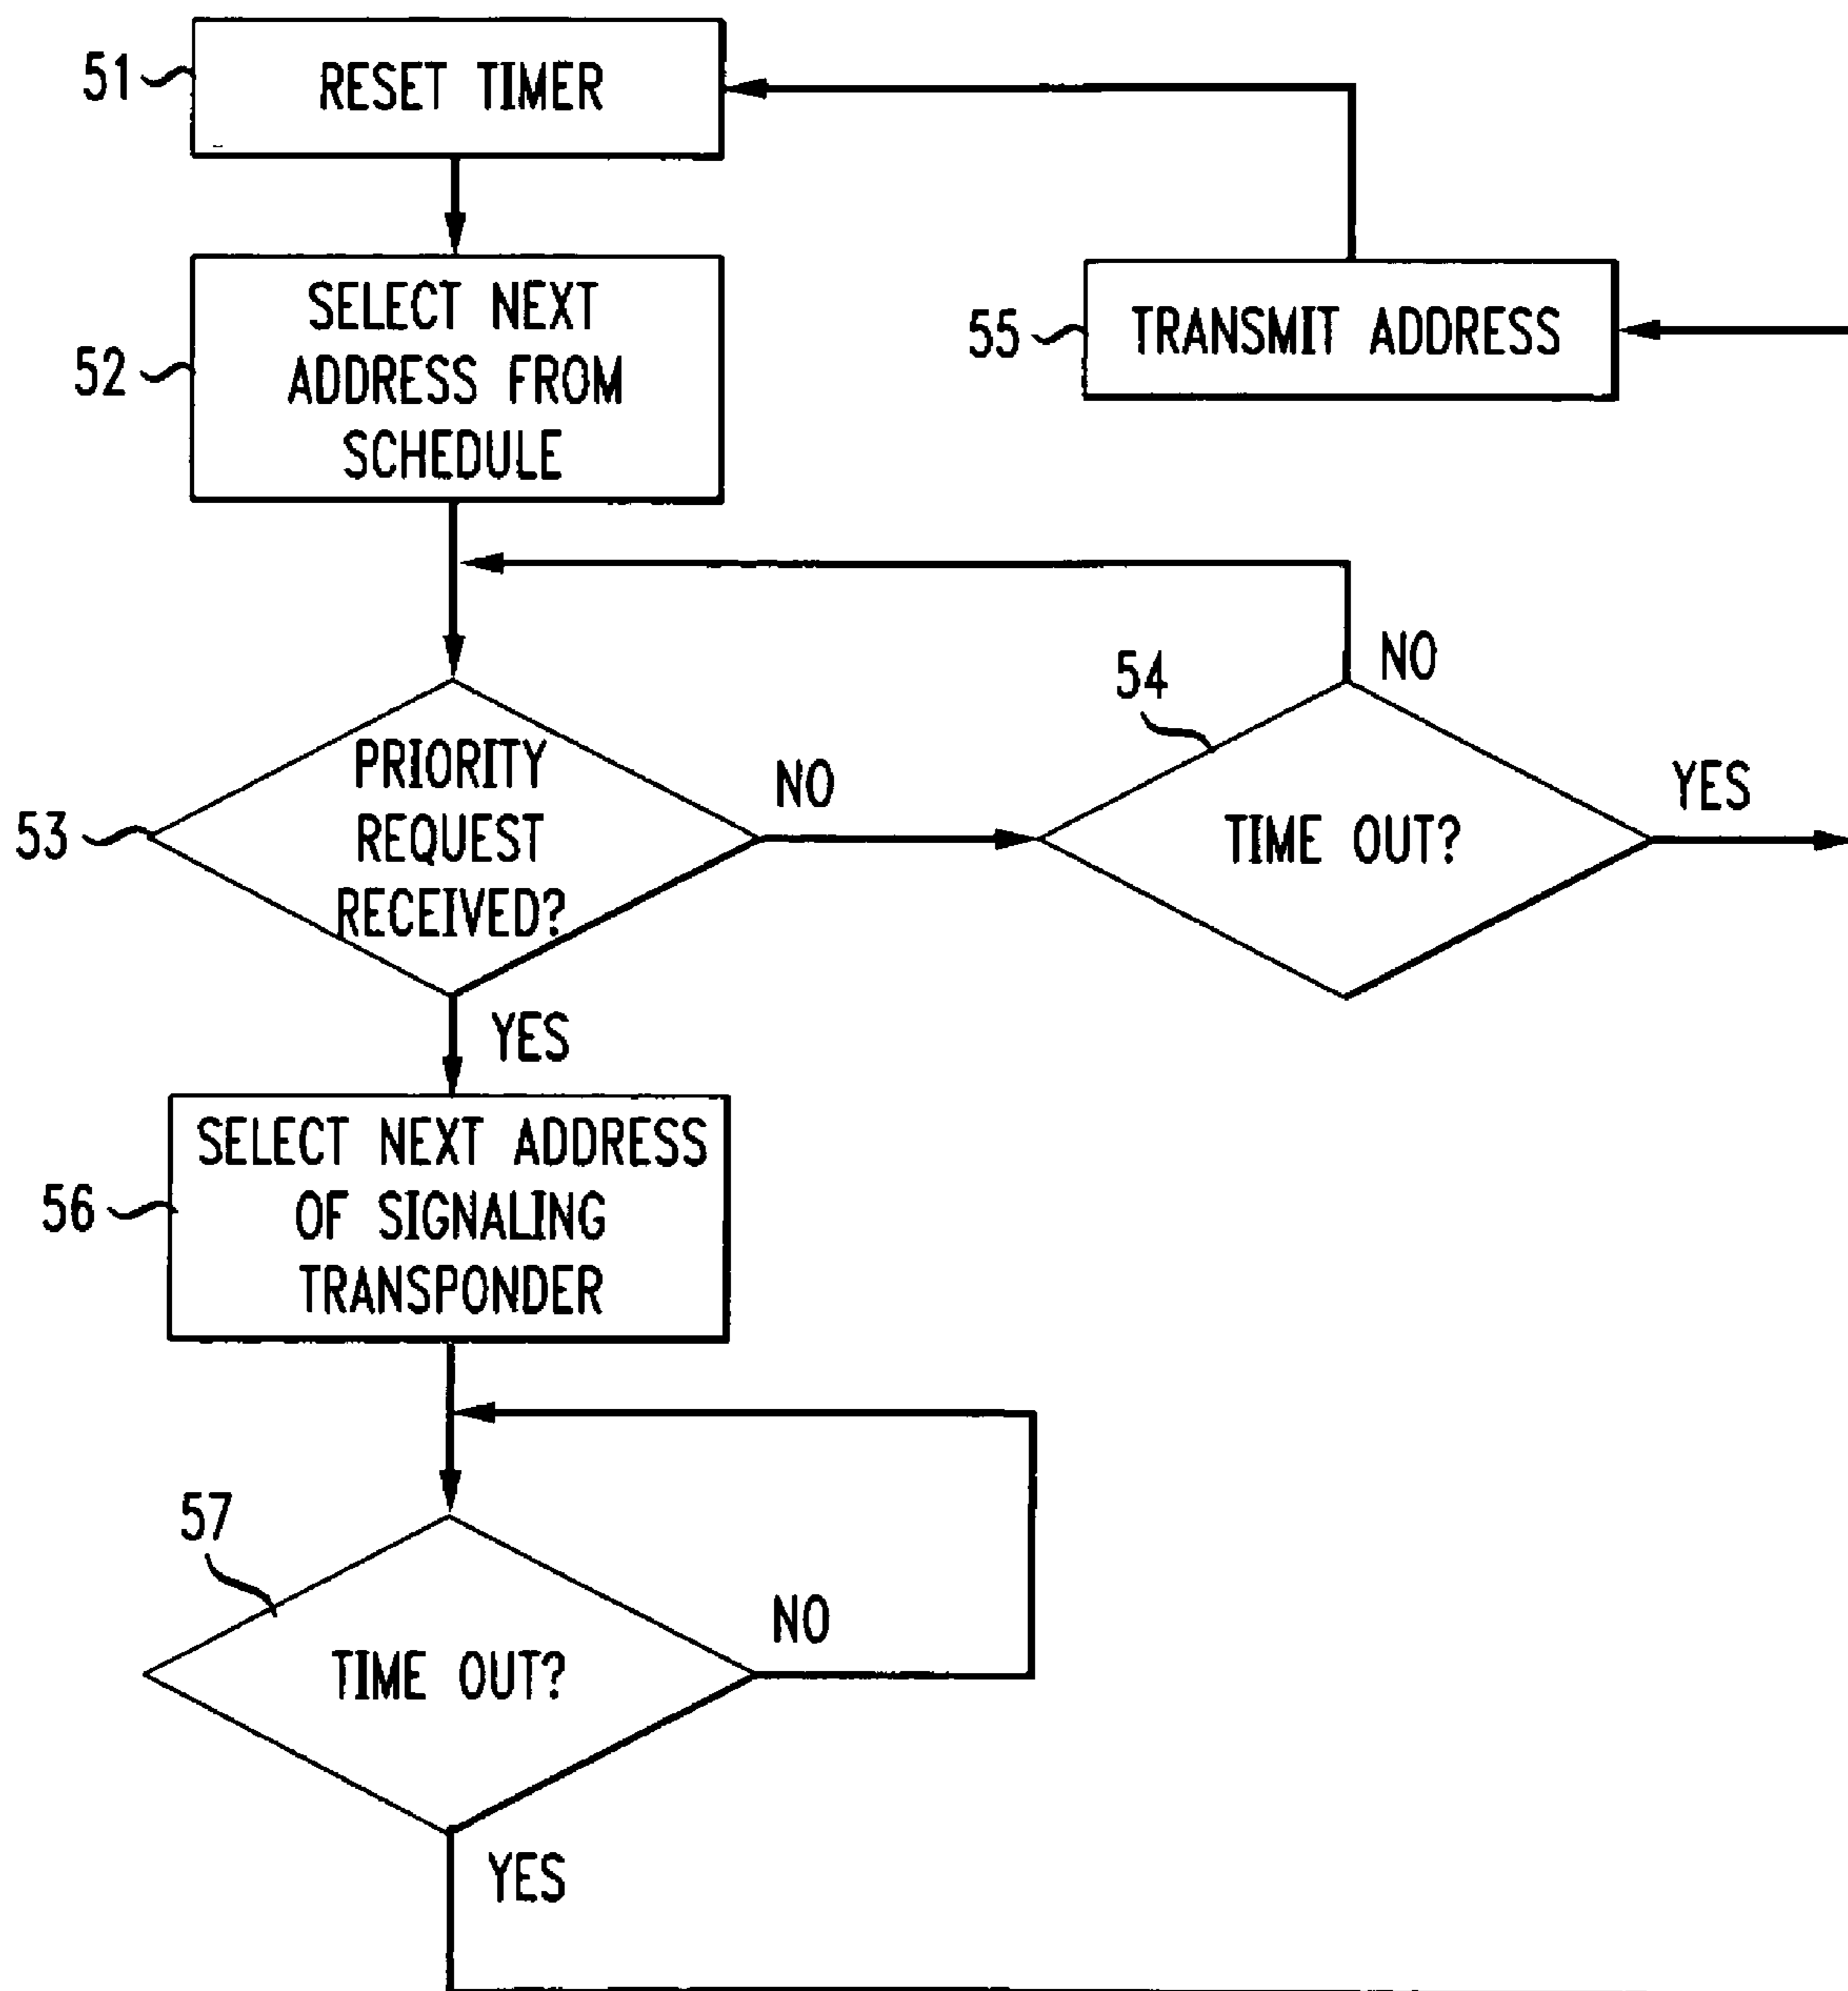 51
RESET TIMER
52
SELECT NEXT
ADDRESS FROM
SCHEDULE
55
TRANSMIT ADDRESS
53
PRIORITY
REQUEST
RECEIVED?
NO
54
TIME OUT?
NO
YES
YES
56
SELECT NEXT ADDRESS
OF SIGNALING
TRANSPONDER
57
TIME OUT?
NO
YES